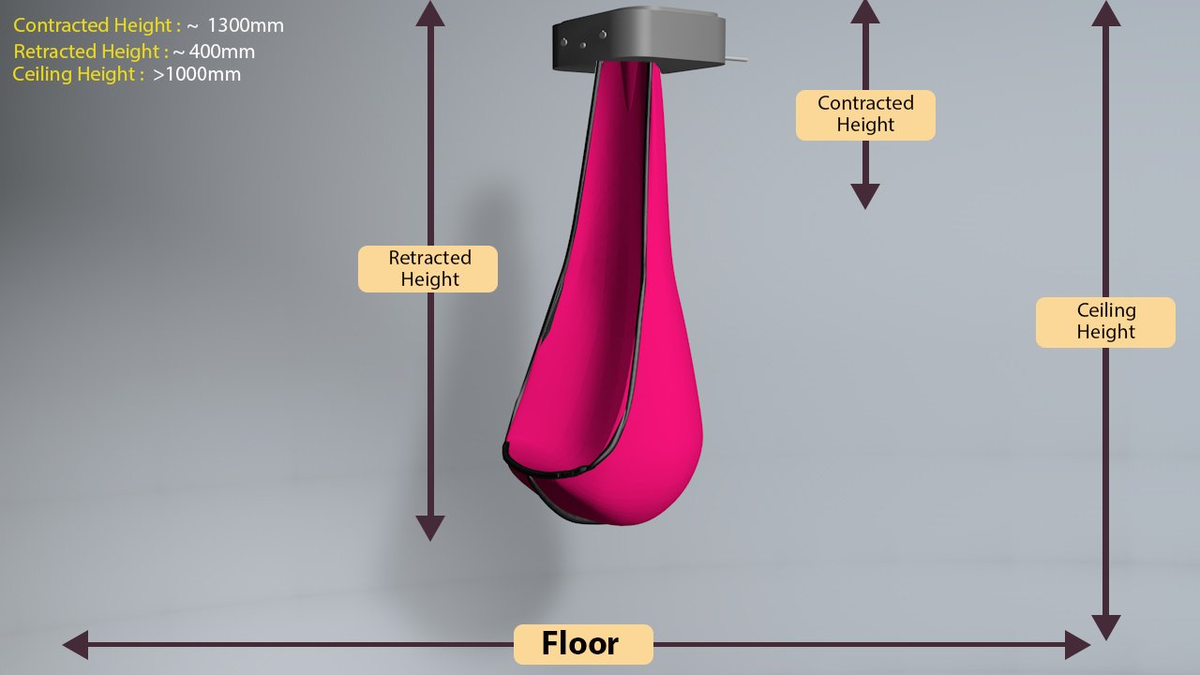 Contracted Height : ~ 1300mm
Retracted Height : ~ 400mm
Ceiling Height : >1000mm
Contracted
Height
Retracted
Height
Ceiling
Height
Floor